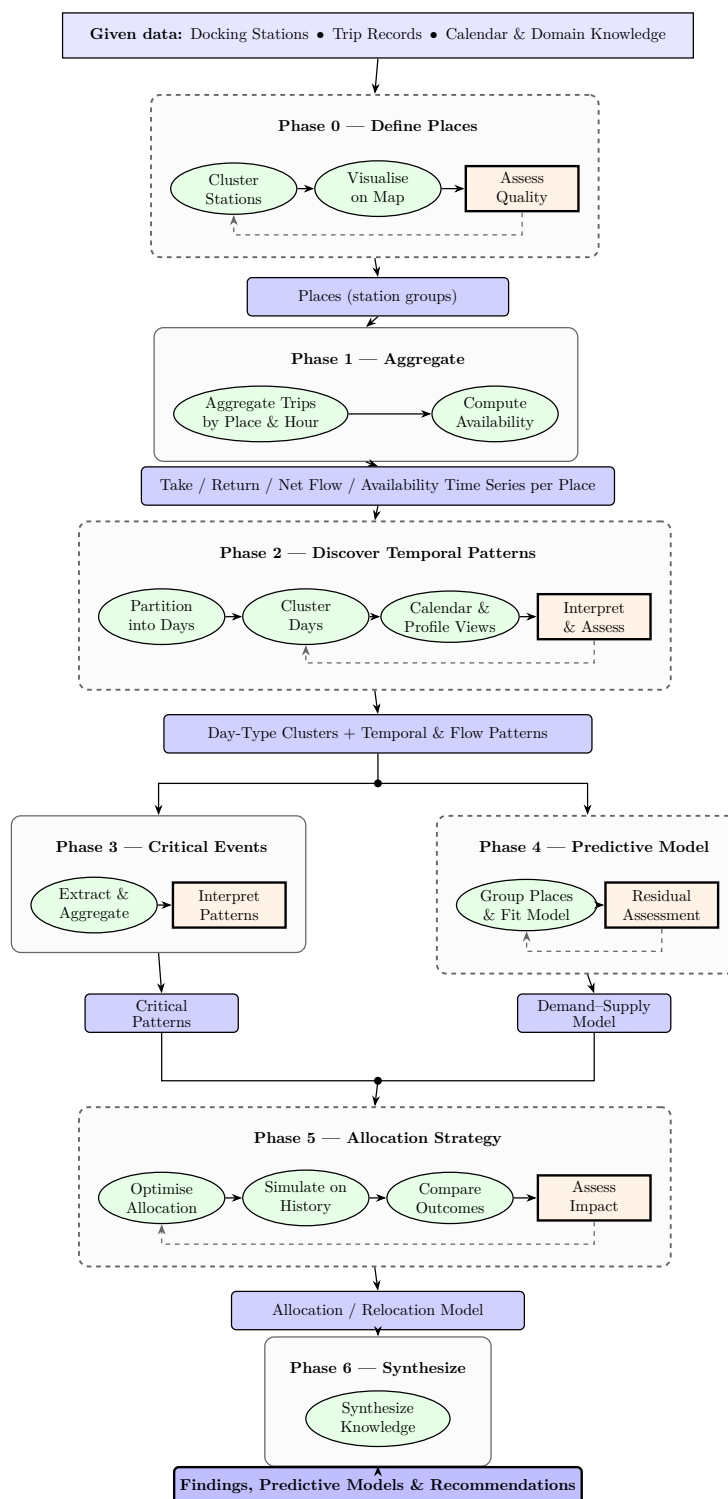 Given data: Docking Stations • Trip Records • Calendar & Domain Knowledge
Phase 0 — Define Places
Cluster
Stations
Visualise
on Map
Assess
Quality
Places (station groups)
Phase 1 — Aggregate
Aggregate Trips
by Place & Hour
Compute
Availability
Take / Return / Net Flow / Availability Time Series per Place
Phase 2 — Discover Temporal Patterns
Partition
into Days
Cluster
Days
Calendar &
Profile Views
Interpret
& Assess
Day-Type Clusters + Temporal & Flow Patterns
Phase 3 — Critical Events
Extract &
Aggregate
Interpret
Patterns
Phase 4 — Predictive Model
Group Places
& Fit Model
Residual
Assessment
Critical
Patterns
Demand–Supply
Model
Phase 5 — Allocation Strategy
Optimise
Allocation
Simulate on
History
Compare
Outcomes
Assess
Impact
Allocation / Relocation Model
Phase 6 — Synthesize
Synthesize
Knowledge
Findings, Predictive Models & Recommendations